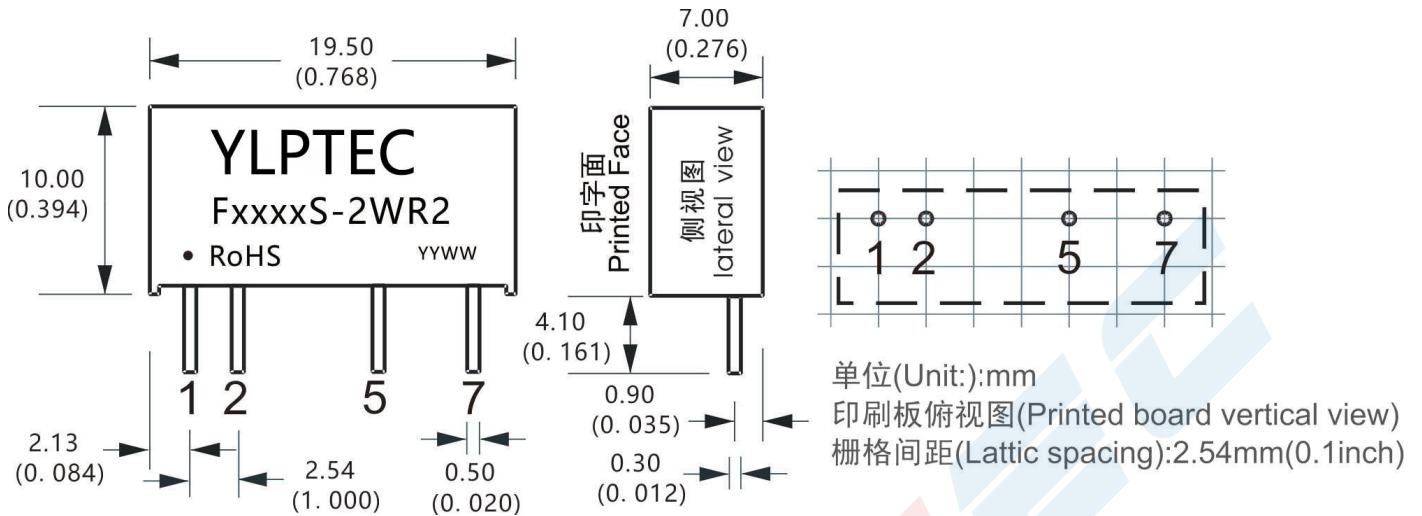 19.50
(0.768)
7.00
(0.276)
10.00
(0.394)
YLPTEC
FxxxxS-2WR2
RoHS
YYWW
印字面
Printed Face
侧视图
lateral view
4.10
(0. 161)
1 2 5 7
1 2 5 7
2.13
(0. 084)
2.54
(1. 000)
0.50
(0. 020)
0.90
(0. 035)
0.30
(0. 012)
单位(Unit:):mm
印刷板俯视图(Printed board vertical view)
栅格间距(Lattic spacing):2.54mm(0.1inch)